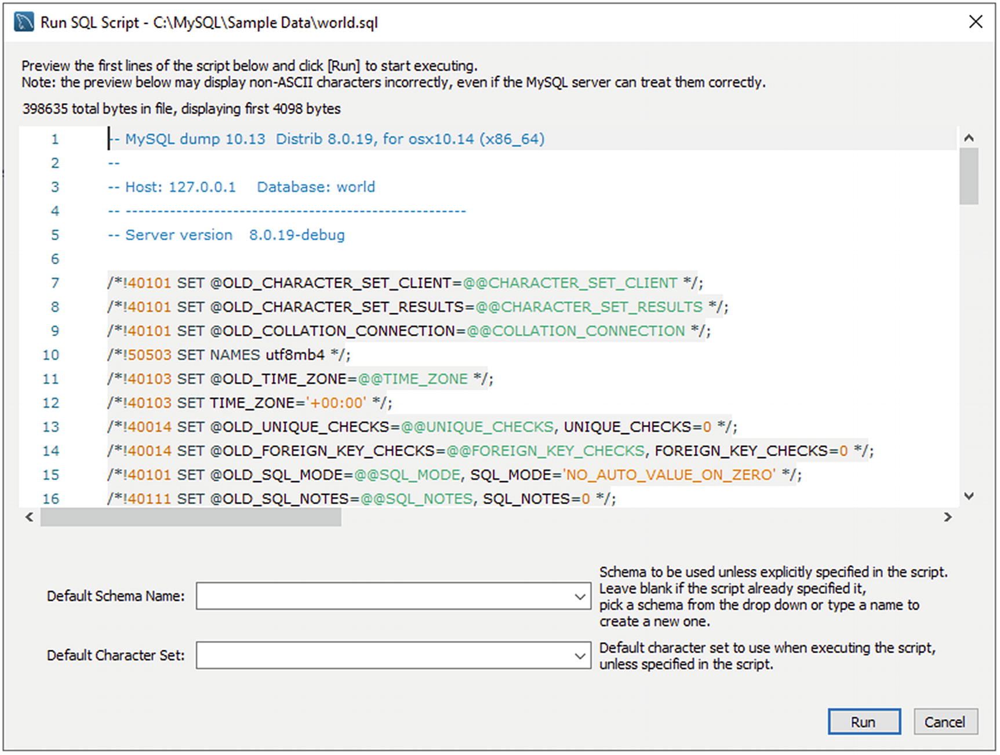 Run SQL Script - C:\MySQL\Sample Data\world.sql
Preview the first lines of the script below and click [Run] to start executing.
Note: the preview below may display non-ASCII characters incorrectly, even if the MySQL server can treat them correctly.
398635 total bytes in file, displaying first 4098 bytes
1 -- MySQL dump 10.13  Distrib 8.0.19, for osx10.14 (x86_64)
2 --
3 -- Host: 127.0.0.1    Database: world
4 -- ------------------------------------------------------
5 -- Server version   8.0.19-debug
6
7 /*!40101 SET @OLD_CHARACTER_SET_CLIENT=@@CHARACTER_SET_CLIENT */;
8 /*!40101 SET @OLD_CHARACTER_SET_RESULTS=@@CHARACTER_SET_RESULTS */;
9 /*!40101 SET @OLD_COLLATION_CONNECTION=@@COLLATION_CONNECTION */;
10 /*!50503 SET NAMES utf8mb4 */;
11 /*!40103 SET @OLD_TIME_ZONE=@@TIME_ZONE */;
12 /*!40103 SET TIME_ZONE='+00:00' */;
13 /*!40014 SET @OLD_UNIQUE_CHECKS=@@UNIQUE_CHECKS, UNIQUE_CHECKS=0 */;
14 /*!40014 SET @OLD_FOREIGN_KEY_CHECKS=@@FOREIGN_KEY_CHECKS, FOREIGN_KEY_CHECKS=0 */;
15 /*!40101 SET @OLD_SQL_MODE=@@SQL_MODE, SQL_MODE='NO_AUTO_VALUE_ON_ZERO' */;
16 /*!40111 SET @OLD_SQL_NOTES=@@SQL_NOTES, SQL_NOTES=0 */;
Default Schema Name:
Schema to be used unless explicitly specified in the script.
Leave blank if the script already specified it,
pick a schema from the drop down or type a name to
create a new one.
Default Character Set:
Default character set to use when executing the script,
unless specified in the script.
Run
Cancel